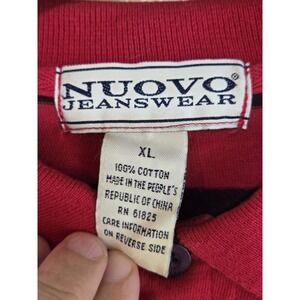 NUOVO®
JEANSWEAR
XL
100% COTTON
MADE IN THE PEOPLE'S
REPUBLIC OF CHINA
RN 61825
CARE INFORMATION
ON REVERSE SIDE